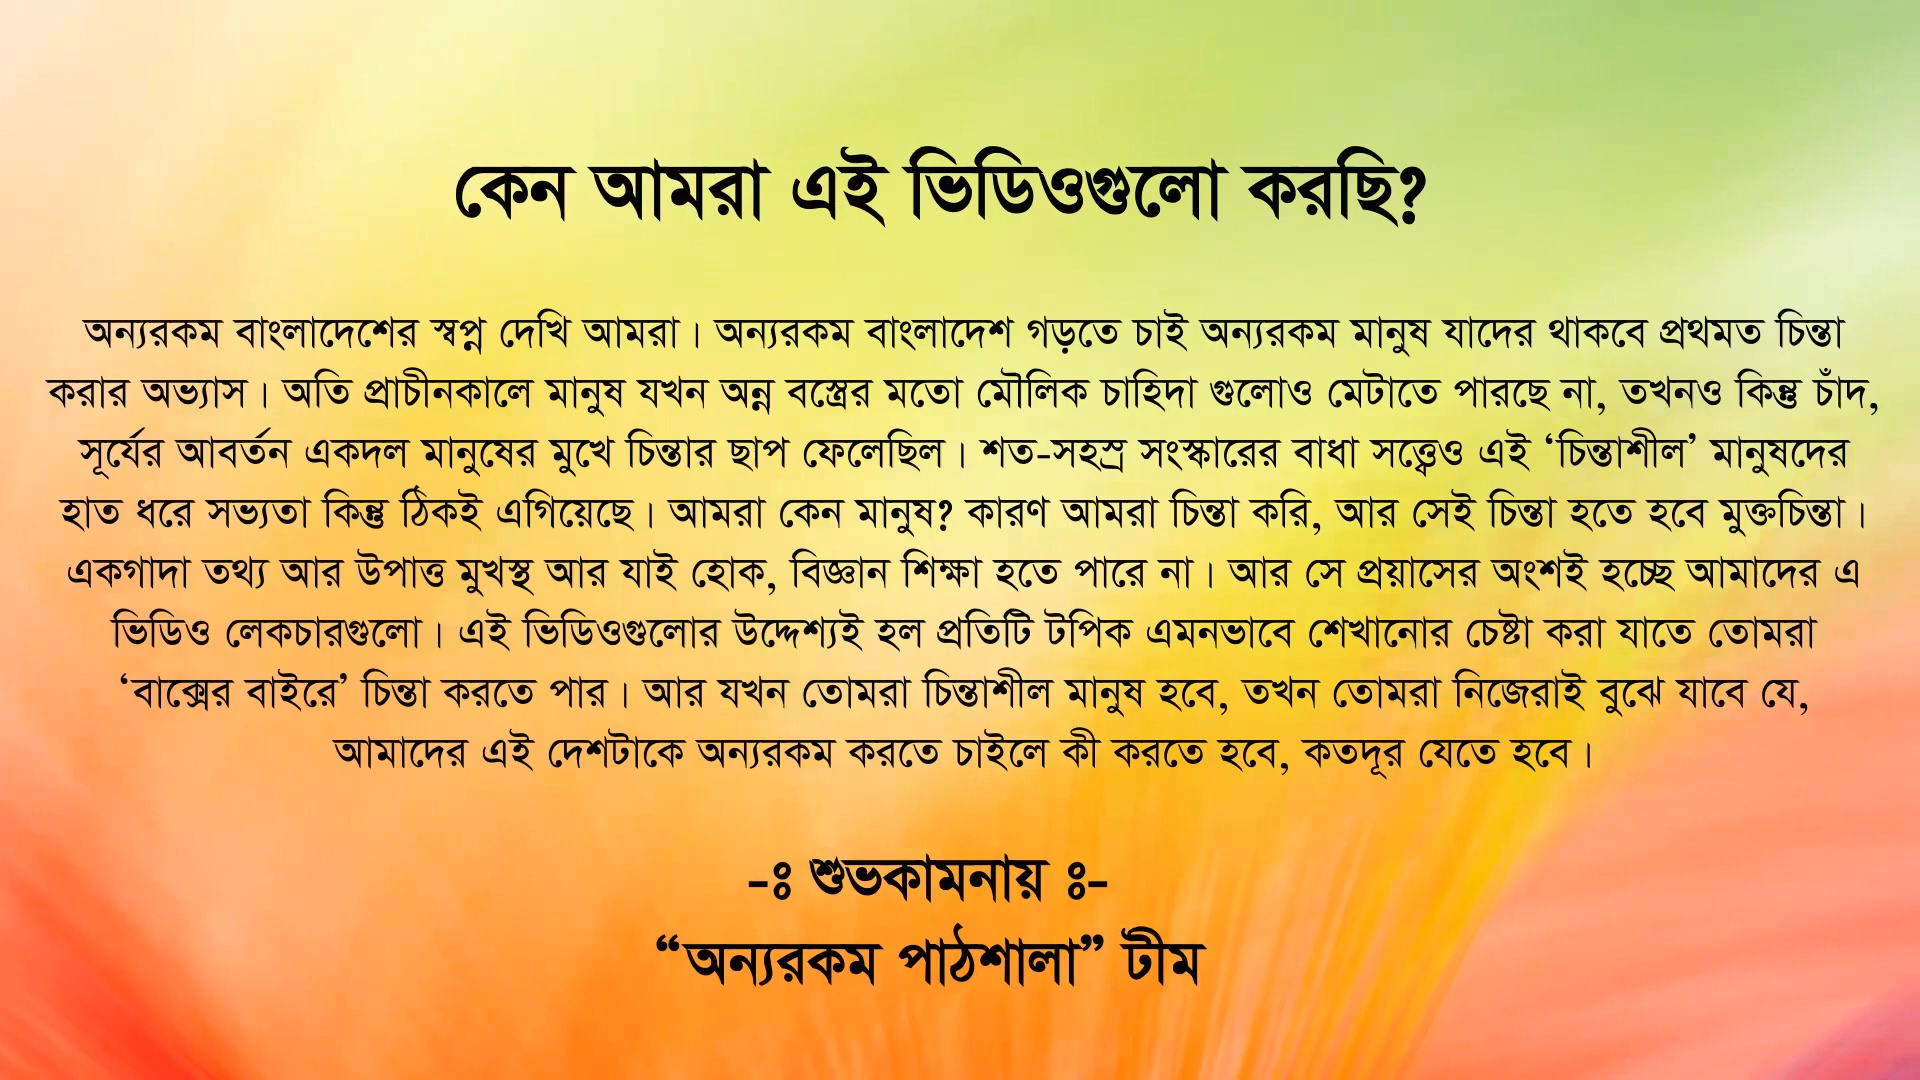 কেন আমরা এই ভিডিওগুলো করছি?
অন্যরকম বাংলাদেশের স্বপ্ন দেখি আমরা। অন্যরকম বাংলাদেশ গড়তে চাই অন্যরকম মানুষ যাদের থাকবে প্রথমত চিন্তা
করার অভ্যাস। অতি প্রাচীনকালে মানুষ যখন অন্ন বস্ত্রের মতো মৌলিক চাহিদা গুলোও মেটাতে পারছে না, তখনও কিন্তু চাঁদ,
সূর্যের আবর্তন একদল মানুষের মুখে চিন্তার ছাপ ফেলেছিল। শত-সহস্র সংস্কারের বাধা সত্ত্বেও এই ‘চিন্তাশীল’ মানুষদের
হাত ধরে সভ্যতা কিন্তু ঠিকই এগিয়েছে। আমরা কেন মানুষ? কারণ আমরা চিন্তা করি, আর সেই চিন্তা হতে হবে মুক্তচিন্তা।
একগাদা তথ্য আর উপাত্ত মুখস্থ আর যাই হোক, বিজ্ঞান শিক্ষা হতে পারে না। আর সে প্রয়াসের অংশই হচ্ছে আমাদের এ
ভিডিও লেকচারগুলো। এই ভিডিওগুলোর উদ্দেশ্যই হল প্রতিটি টপিক এমনভাবে শেখানোর চেষ্টা করা যাতে তোমরা
‘বাক্সের বাইরে’ চিন্তা করতে পার। আর যখন তোমরা চিন্তাশীল মানুষ হবে, তখন তোমরা নিজেরাই বুঝে যাবে যে,
আমাদের এই দেশটাকে অন্যরকম করতে চাইলে কী করতে হবে, কতদূর যেতে হবে।
-ঃ শুভকামনায় ঃ-
“অন্যরকম পাঠশালা” টীম